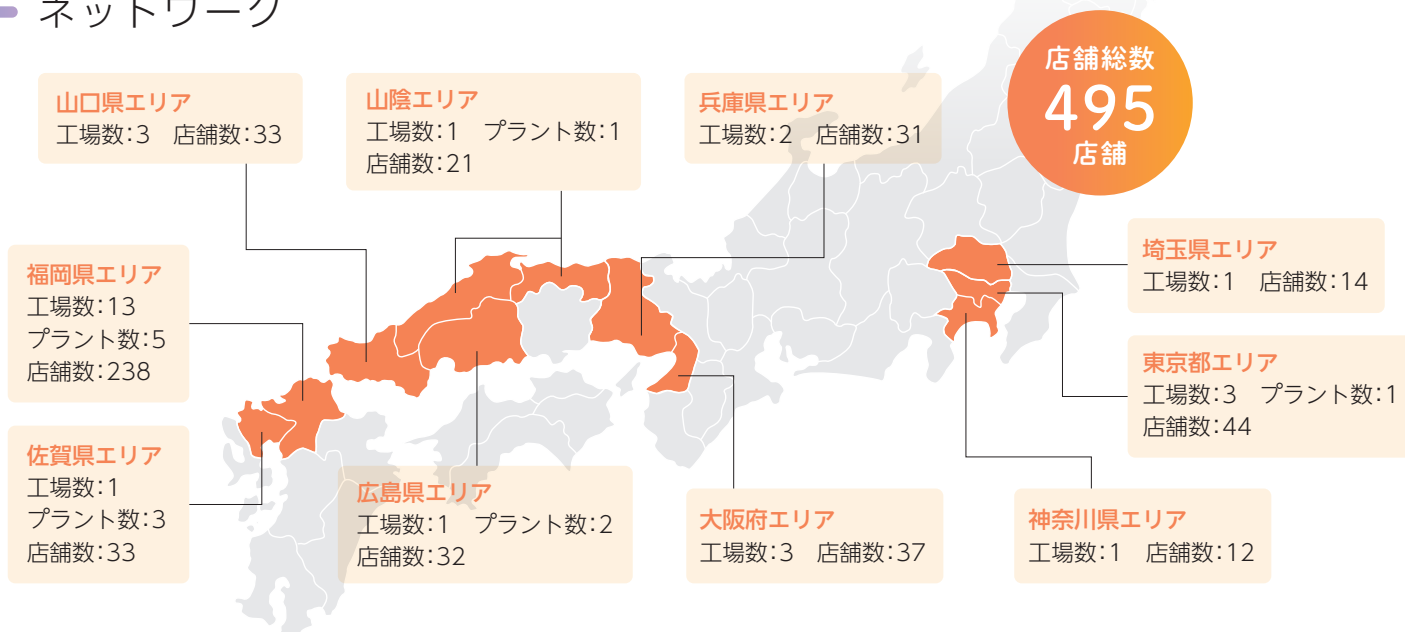 ネットワーク
店舗総数
495
店舗
山口県エリア
工場数:3 店舗数:33
山陰エリア
工場数:1 プラント数:1
店舗数:21
兵庫県エリア
工場数:2 店舗数:31
福岡県エリア
工場数:13
プラント数:5
店舗数:238
埼玉県エリア
工場数:1 店舗数:14
東京都エリア
工場数:3 プラント数:1
店舗数:44
佐賀県エリア
工場数:1
プラント数:3
店舗数:33
広島県エリア
工場数:1 プラント数:2
店舗数:32
大阪府エリア
工場数:3 店舗数:37
神奈川県エリア
工場数:1 店舗数:12